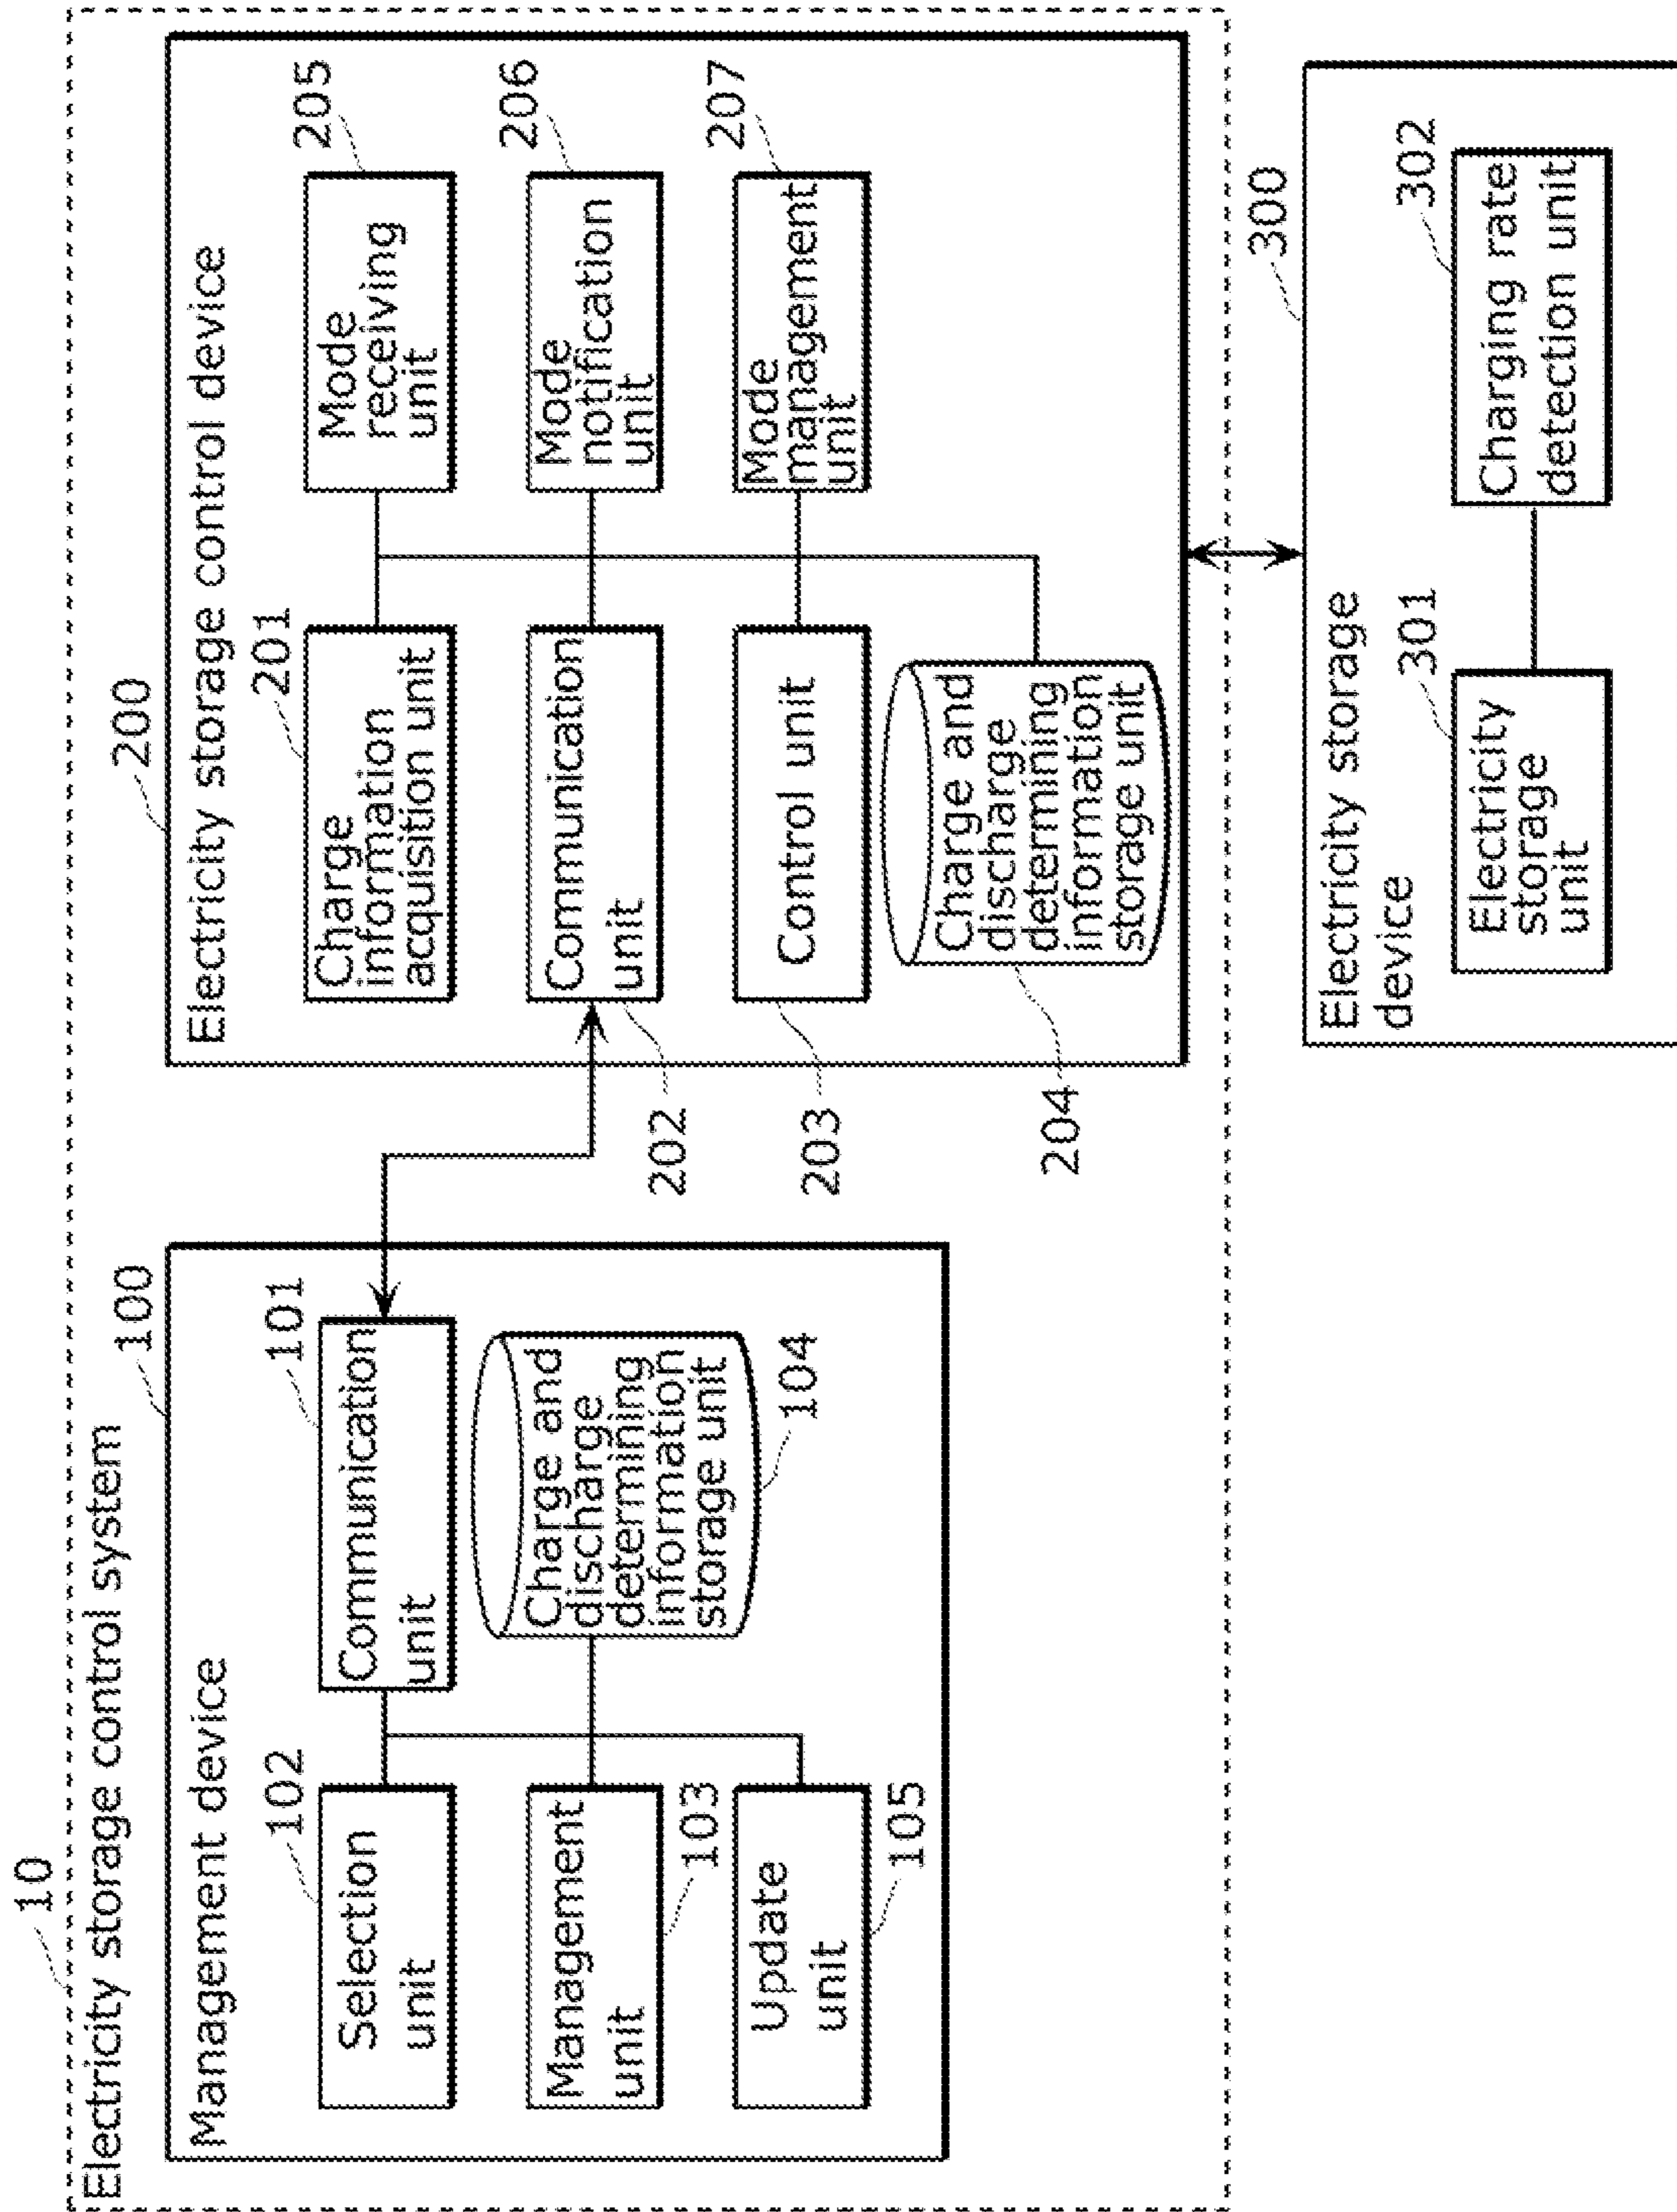 10
Electricity storage control system
100
Management device
102
Selection
unit
101
Communication
unit
Management
unit
103
Charge and
discharge
determining
information
storage unit
104
Update
unit
105
200
Electricity storage control device
201
Charge
information
acquisition unit
205
Mode
receiving
unit
Communication
unit
202
206
Mode
notification
unit
Control unit
203
207
Mode
management
unit
Charge and
discharge
determining
information
storage unit
204
300
Electricity storage
device
301
Electricity
storage
unit
302
Charging rate
detection unit